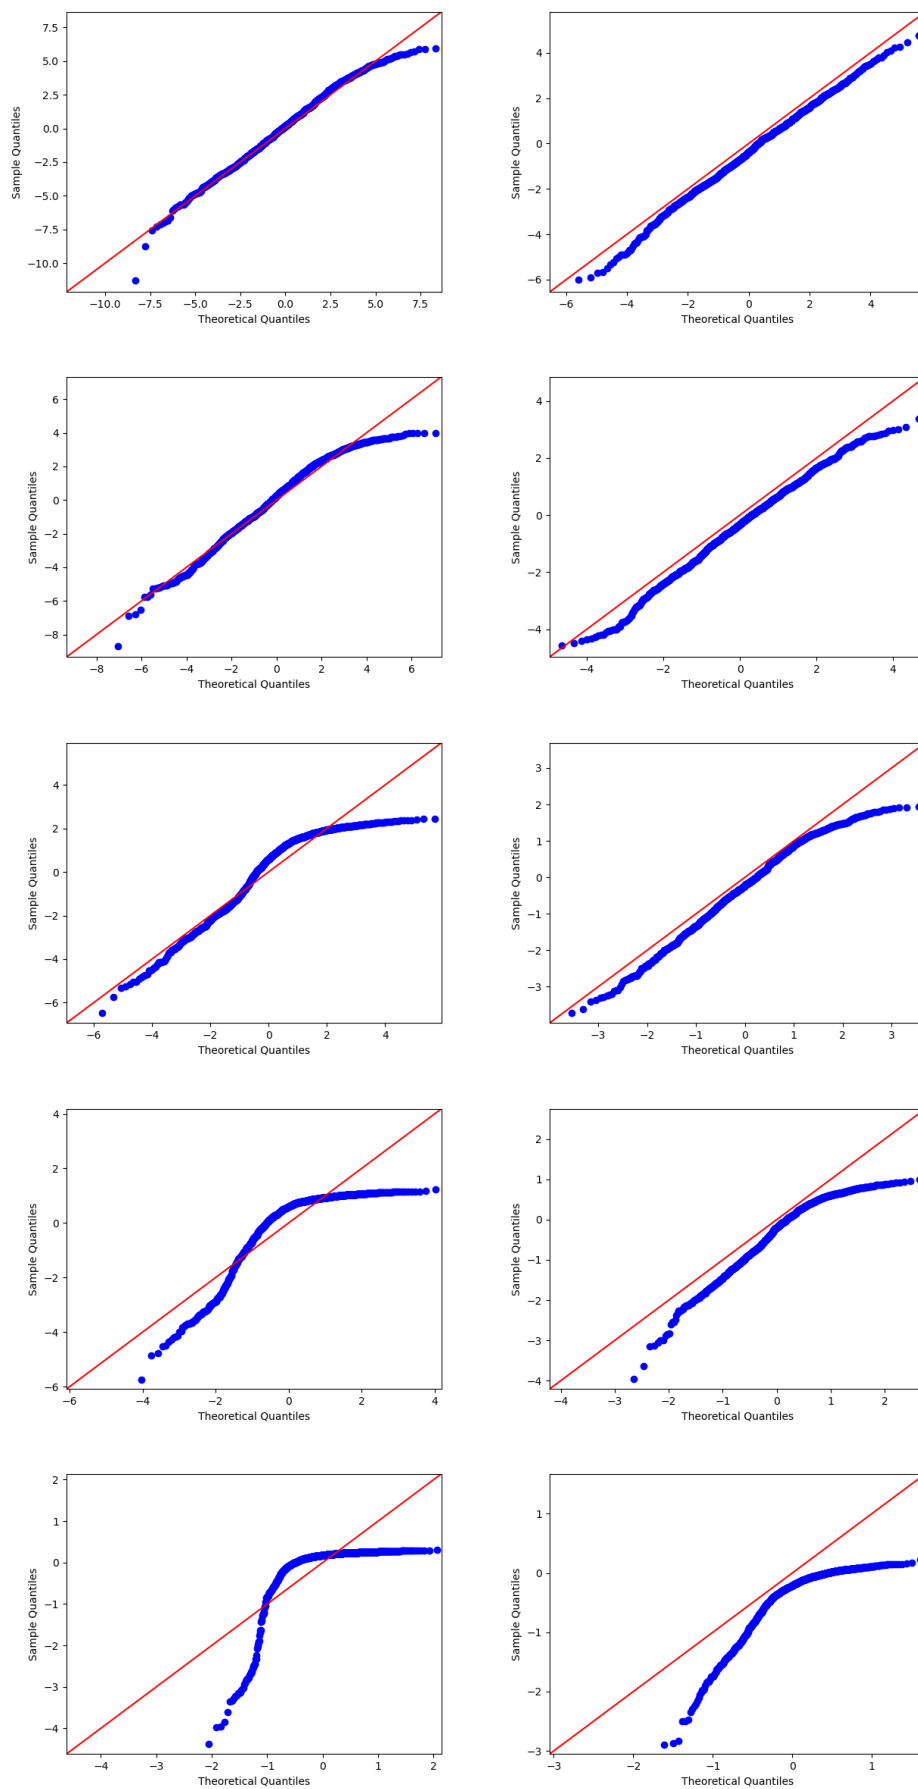 8.5
5.0
2.5
0.0
−2.5
−5.0
−7.5
−10.0
Sample Quantiles
−10.0 −7.5 −5.0 −2.5 0.0 2.5 5.0 7.5
Theoretical Quantiles
4
2
0
−2
−4
−6
Sample Quantiles
−6 −4 −2 0 2 4
Theoretical Quantiles
6
4
2
0
−2
−4
−6
−8
Sample Quantiles
−8 −6 −4 −2 0 2 4 6
Theoretical Quantiles
4
2
0
−2
−4
Sample Quantiles
−4 −2 0 2 4
Theoretical Quantiles
4
2
0
−2
−4
−6
Sample Quantiles
−6 −4 −2 0 2 4
Theoretical Quantiles
3
2
1
0
−1
−2
−3
Sample Quantiles
−3 −2 −1 0 1 2 3
Theoretical Quantiles
4
2
0
−2
−4
−6
Sample Quantiles
−6 −4 −2 0 2 4
Theoretical Quantiles
2
1
0
−1
−2
−3
−4
Sample Quantiles
−4 −3 −2 −1 0 1 2
Theoretical Quantiles
2
1
0
−1
−2
−3
−4
Sample Quantiles
−4 −3 −2 −1 0 1 2
Theoretical Quantiles
1
0
−1
−2
−3
Sample Quantiles
−3 −2 −1 0 1
Theoretical Quantiles